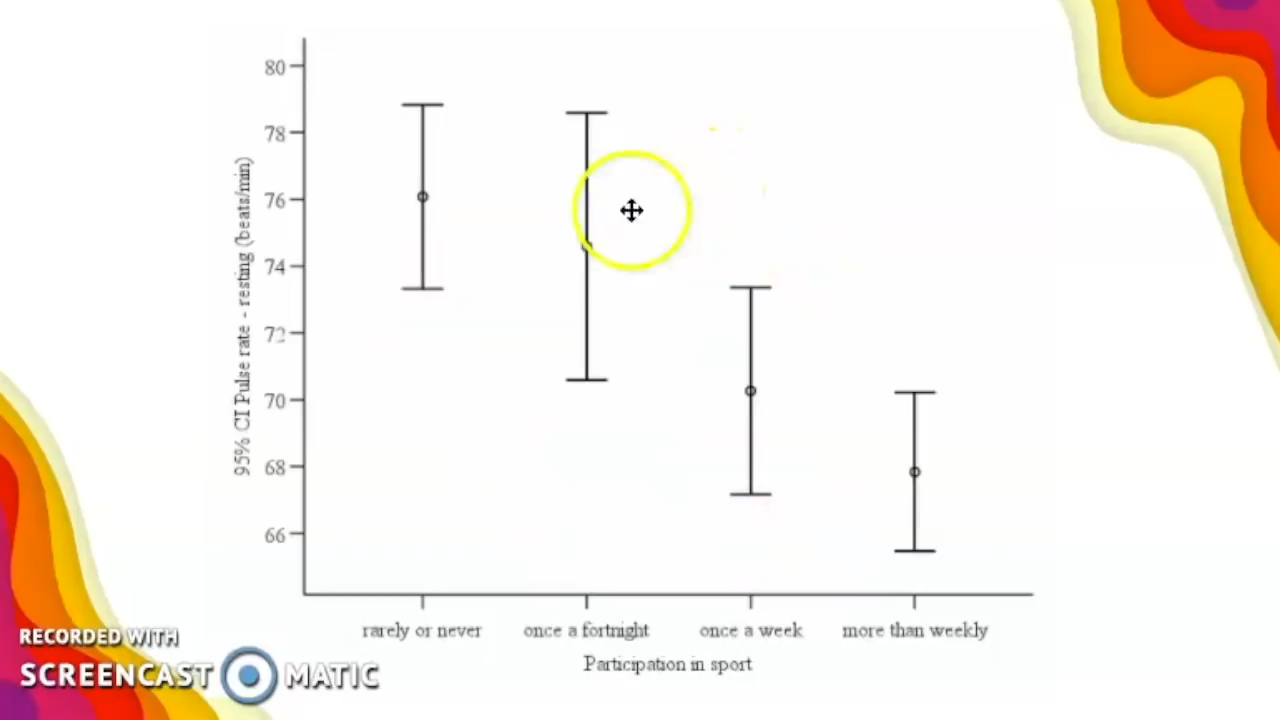 80
78
76
74
72
70
68
66
95% CI Pulse rate - resting (beats/min)
rarely or never
once a fortnight
once a week
more than weekly
Participation in sport
RECORDED WITH
SCREENCAST MATIC